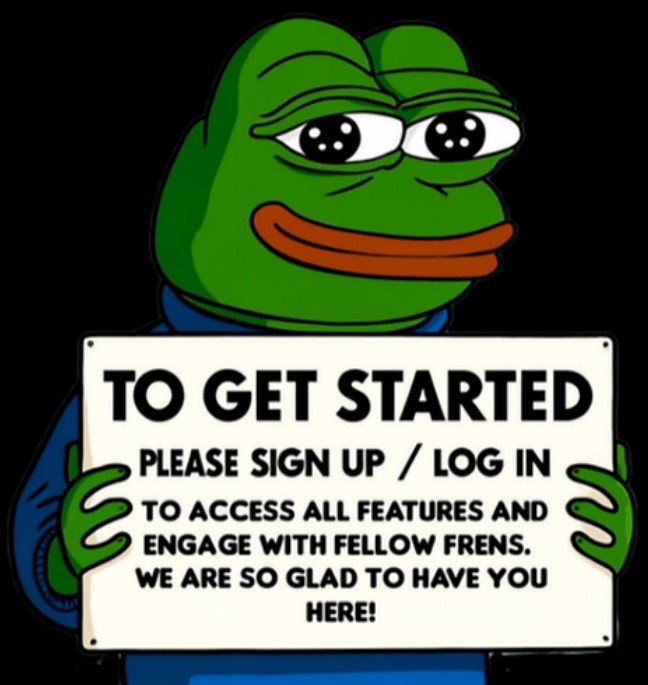 TO GET STARTED
PLEASE SIGN UP / LOG IN
TO ACCESS ALL FEATURES AND
ENGAGE WITH FELLOW FRENS.
WE ARE SO GLAD TO HAVE YOU
HERE!